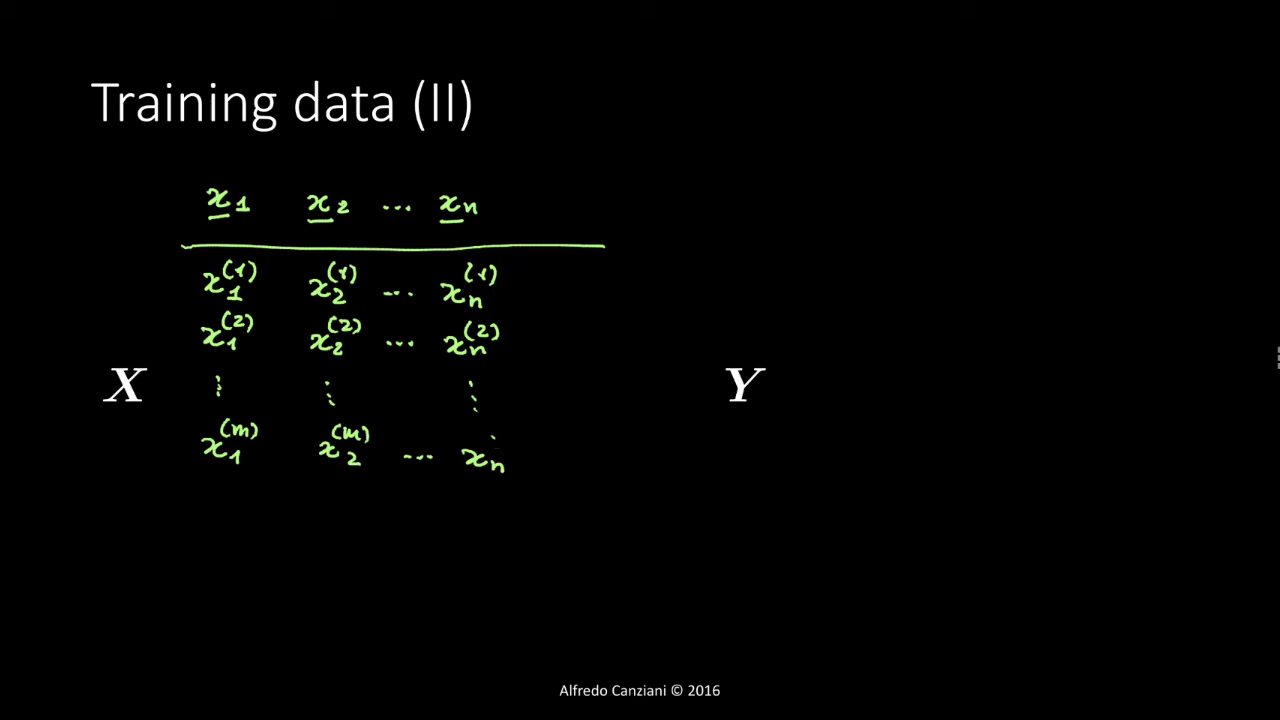 Training data (II)
x₁ x₂ ... xₙ
x₁⁽¹⁾ x₂⁽¹⁾ ... xₙ⁽¹⁾
x₁⁽²⁾ x₂⁽²⁾ ... xₙ⁽²⁾
X ⋮ ⋮ ⋮ Y
x₁⁽ᵐ⁾ x₂⁽ᵐ⁾ ... xₙ
Alfredo Canziani © 2016